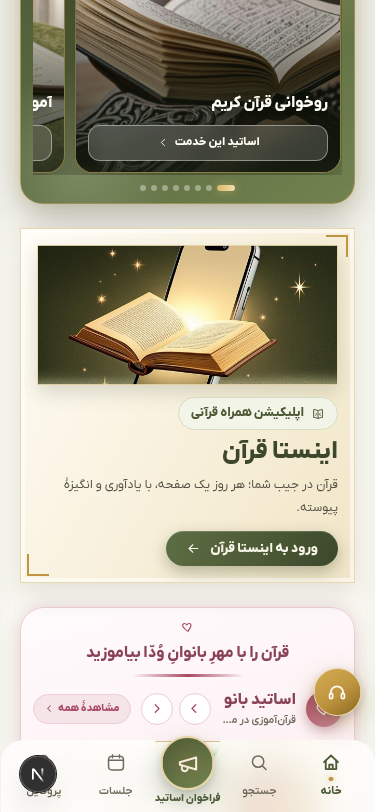 روخوانی قرآن کریم
آمو
اساتید این خدمت
اپلیکیشن همراه قرآنی
اینستا قرآن
قرآن در جیب شما؛ هر روز یک صفحه، با یادآوری و انگیزهٔ
پیوسته.
ورود به اینستا قرآن
قرآن را با مهرِ بانوانِ وُدّا بیاموزید
اساتید بانو
قرآن‌آموزی در مـ...
مشاهدهٔ همه
خانه
جستجو
فراخوان اساتید
جلسات
N